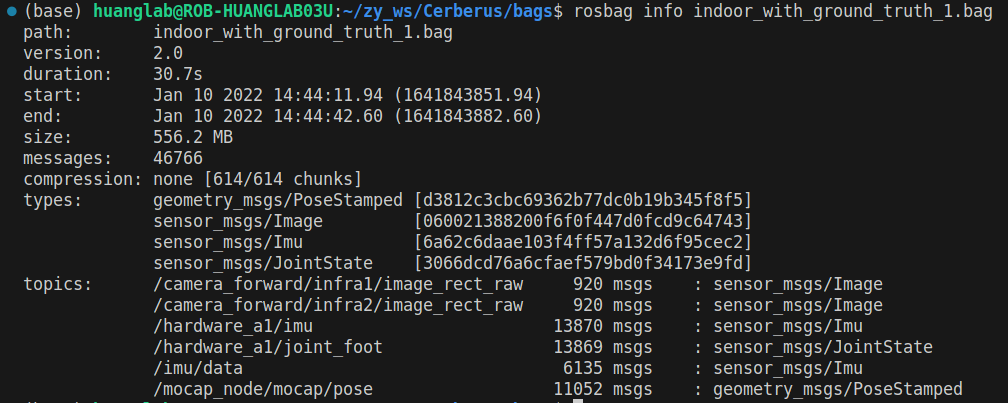 (base) huanglab@ROB-HUANGLAB03U:~/zy_ws/Cerberus/bags$ rosbag info indoor_with_ground_truth_1.bag
path:        indoor_with_ground_truth_1.bag
version:     2.0
duration:    30.7s
start:       Jan 10 2022 14:44:11.94 (1641843851.94)
end:         Jan 10 2022 14:44:42.60 (1641843882.60)
size:        556.2 MB
messages:    46766
compression: none [614/614 chunks]
types:       geometry_msgs/PoseStamped [d3812c3cbc69362b77dc0b19b345f8f5]
             sensor_msgs/Image         [060021388200f6f0f447d0fcd9c64743]
             sensor_msgs/Imu           [6a62c6daae103f4ff57a132d6f95cec2]
             sensor_msgs/JointState    [3066dcd76a6cfaef579bd0f34173e9fd]
topics:      /camera_forward/infra1/image_rect_raw     920 msgs    : sensor_msgs/Image
             /camera_forward/infra2/image_rect_raw     920 msgs    : sensor_msgs/Image
             /hardware_a1/imu                        13870 msgs    : sensor_msgs/Imu
             /hardware_a1/joint_foot                 13869 msgs    : sensor_msgs/JointState
             /imu/data                                6135 msgs    : sensor_msgs/Imu
             /mocap_node/mocap/pose                  11052 msgs    : geometry_msgs/PoseStamped